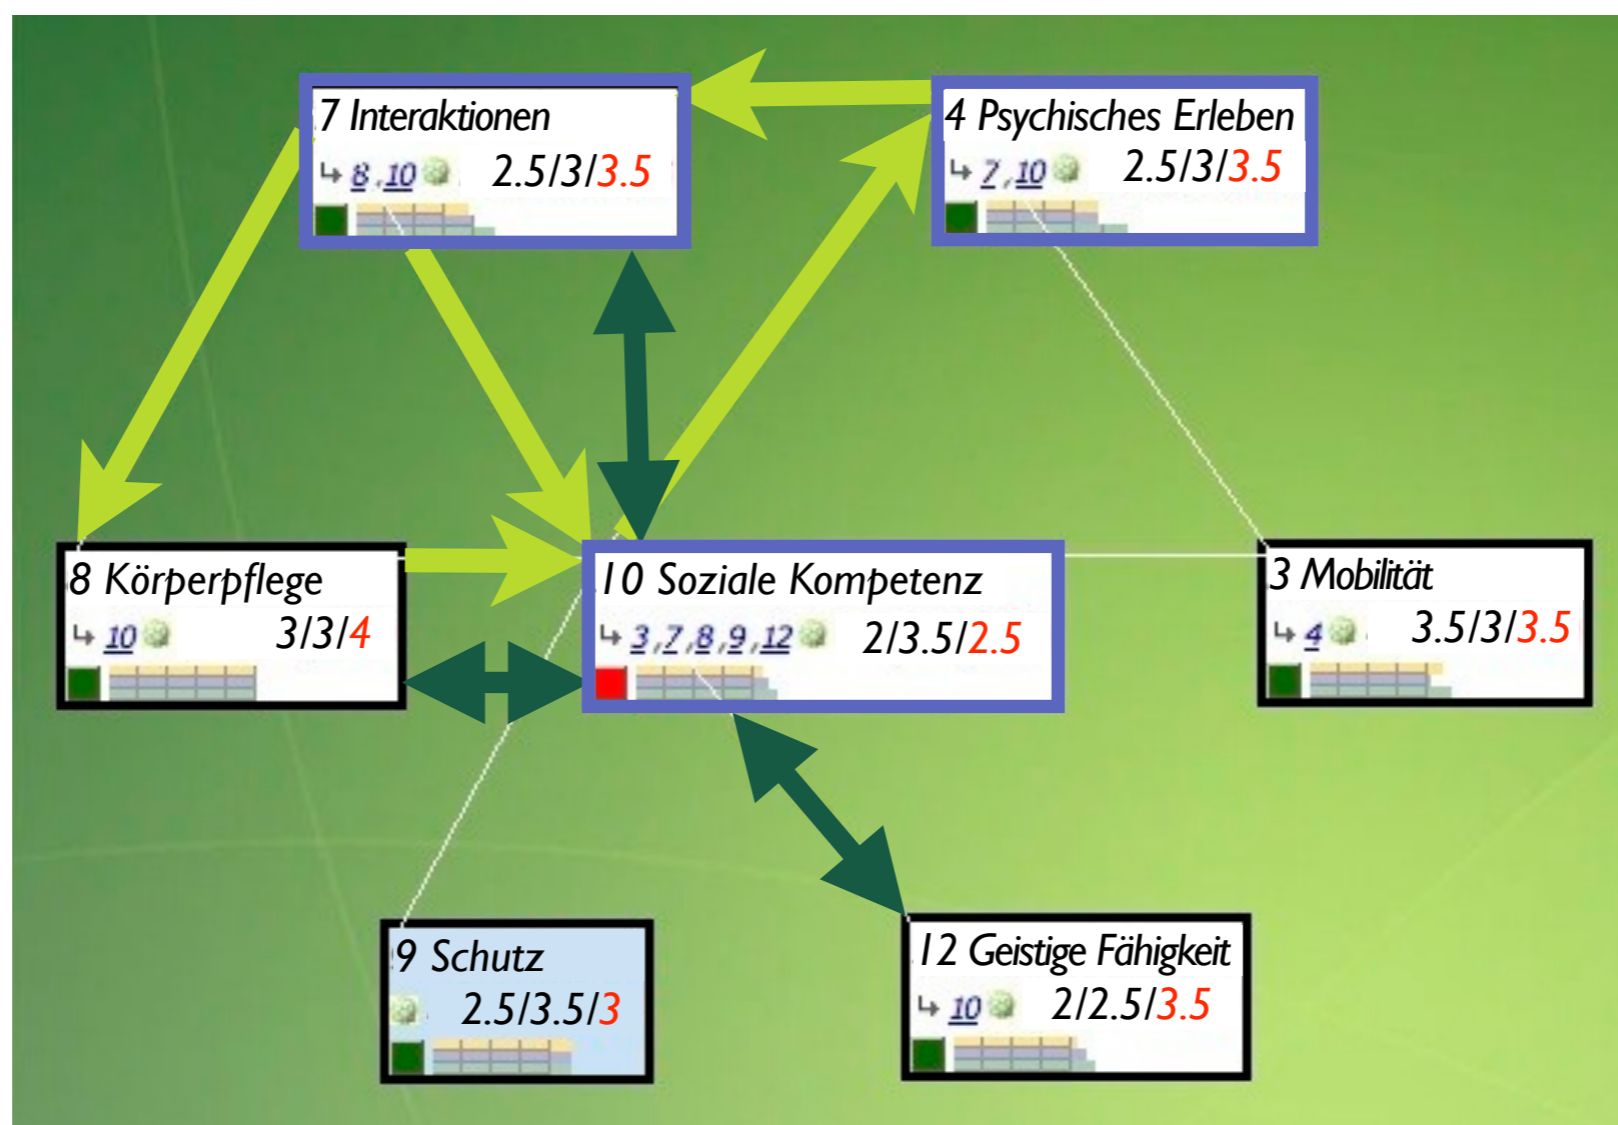 7 Interaktionen
↳ 8 ,10 2.5/3/3.5
4 Psychisches Erleben
↳ 7 ,10 2.5/3/3.5
8 Körperpflege
↳ 10 3/3/4
10 Soziale Kompetenz
↳ 3 ,7 ,8 ,9 ,12 2/3.5/2.5
3 Mobilität
↳ 4 3.5/3/3.5
9 Schutz
2.5/3.5/3
12 Geistige Fähigkeit
↳ 10 2/2.5/3.5